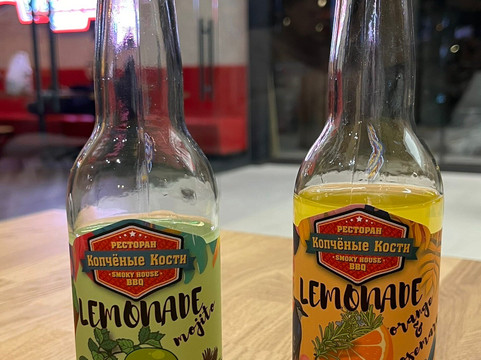 РЕСТОРАН
Копчёные Кости
SMOKY HOUSE
BBQ
LEMONADE
mojito
РЕСТОРАН
Копчёные Кости
SMOKY HOUSE
BBQ
LEMONADE
orange
&